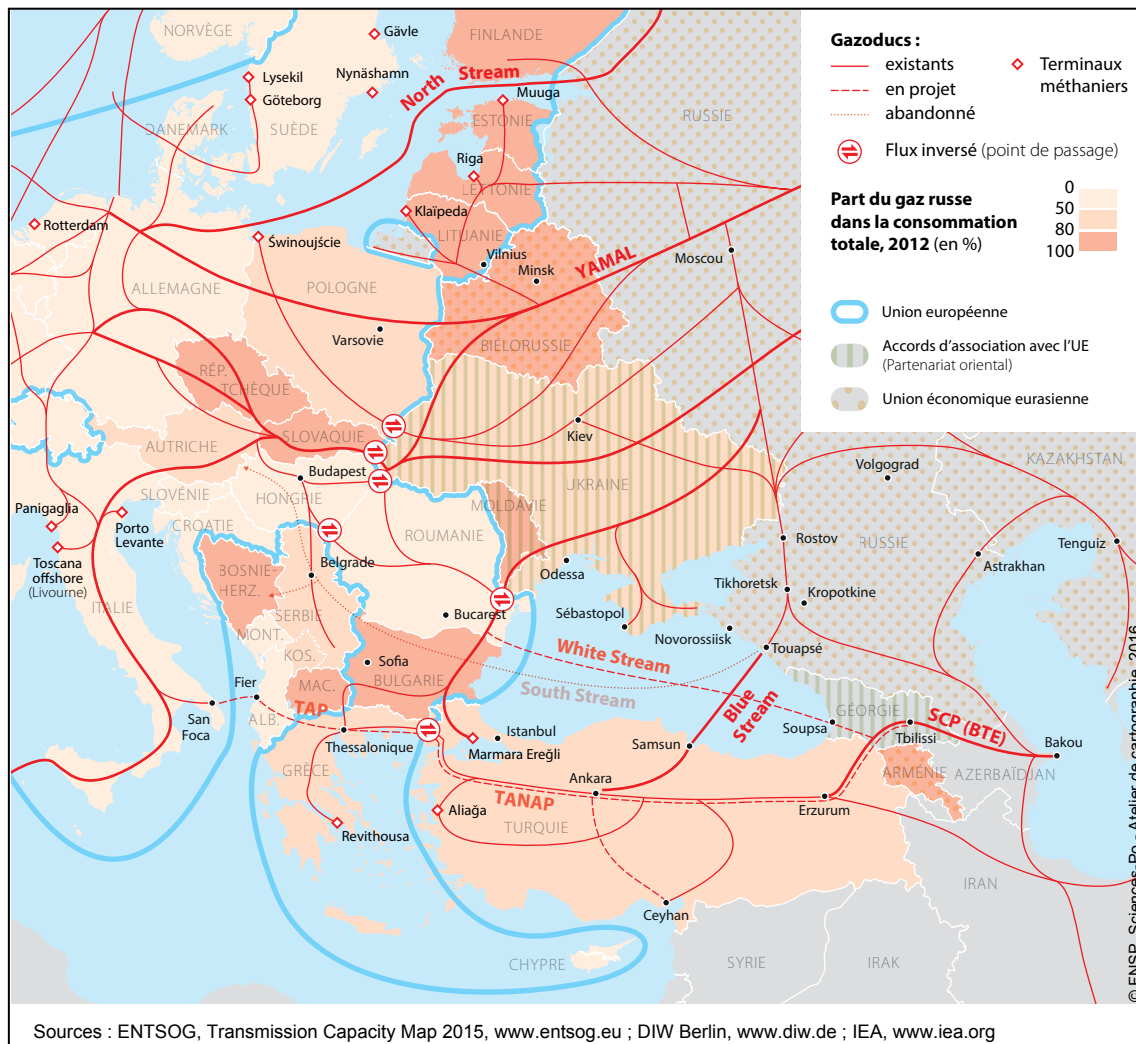 NORVÈGE
Gävle
FINLANDE
Lysekil
Nynäshamn
Göteborg
North Stream
Muuga
DANEMARK
SUÈDE
ESTONIE
RUSSIE
Riga
LETTONIE
Rotterdam
Klaïpeda
Świnoujście
LITUANIE
Vilnius
YAMAL
Moscou
Minsk
ALLEMAGNE
POLOGNE
Varsovie
BIÉLORUSSIE
RÉP.
TCHÈQUE
SLOVAQUIE
Kiev
AUTRICHE
Budapest
UKRAINE
Volgograd
KAZAKHSTAN
SLOVÉNIE
HONGRIE
MOLDAVIE
Panigaglia
Porto
Levante
CROATIE
ROUMANIE
Rostov
RUSSIE
Tenguiz
Toscana
offshore
(Livourne)
BOSNIE-
HERZ.
Belgrade
Odessa
Astrakhan
Tikhoretsk
Kropotkine
ITALIE
SERBIE
Bucarest
Sébastopol
Novorossiisk
MONT.
KOS.
Sofia
BULGARIE
White Stream
Touapsé
South Stream
Fier
MAC.
TAP
San
Foca
ALB.
Thessalonique
Istanbul
Marmara Ereğli
Samsun
Blue
Stream
Soupsa
GÉORGIE
Tbilissi
SCP (BTE)
Bakou
GRÈCE
Ankara
ARMÉNIE
AZERBAÏDJAN
TANAP
Aliağa
TURQUIE
Erzurum
Revithousa
IRAN
Ceyhan
CHYPRE
SYRIE
IRAK
Gazoducs :
existants
en projet
abandonné
Terminaux
méthaniers
Flux inversé (point de passage)
Part du gaz russe
dans la consommation
totale, 2012 (en %)
0
50
80
100
Union européenne
Accords d’association avec l’UE
(Partenariat oriental)
Union économique eurasienne
© FNSP. Sciences-Po - Atelier de cartographie, 2016
Sources : ENTSOG, Transmission Capacity Map 2015, www.entsog.eu ; DIW Berlin, www.diw.de ; IEA, www.iea.org